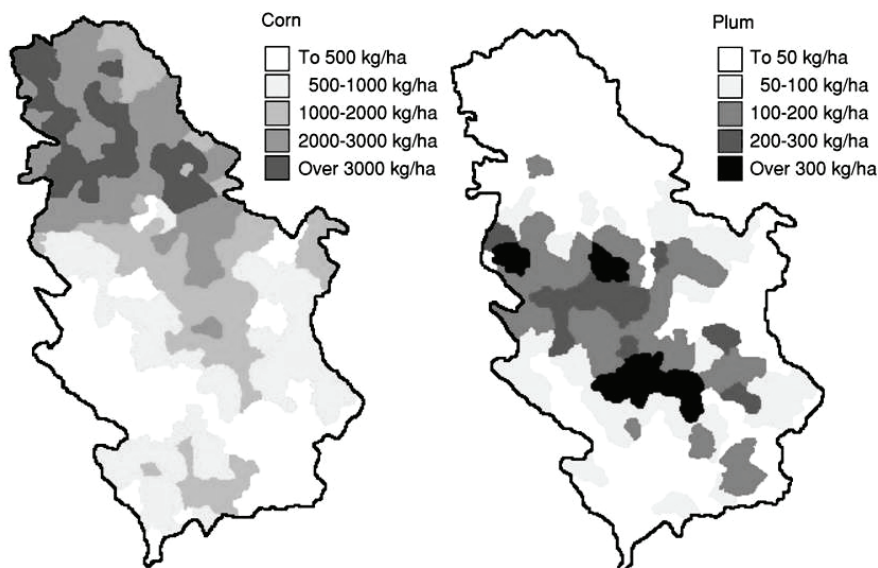 Corn
To 500 kg/ha
500-1000 kg/ha
1000-2000 kg/ha
2000-3000 kg/ha
Over 3000 kg/ha
Plum
To 50 kg/ha
50-100 kg/ha
100-200 kg/ha
200-300 kg/ha
Over 300 kg/ha